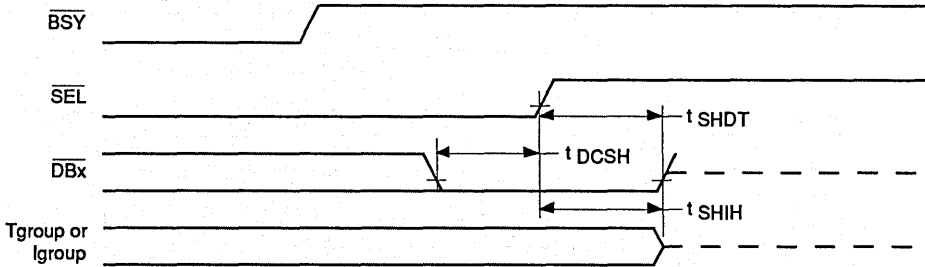 BSY
SEL
t SHDT
t DCSH
DBx
t SHIH
Tgroup or
Igroup